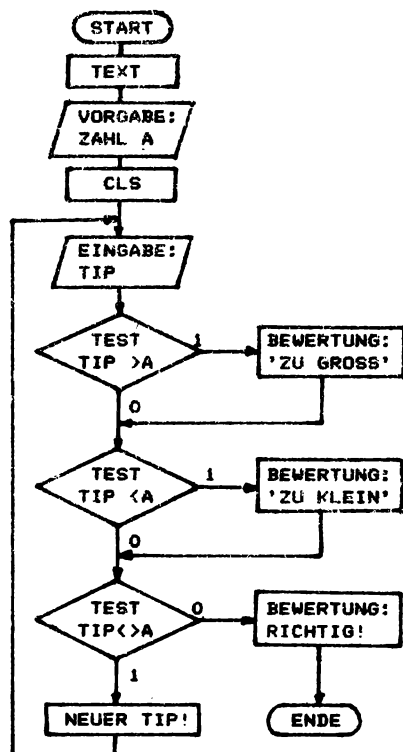 START
TEXT
VORGABE:
ZAHL A
CLS
EINGABE:
TIP
TEST
TIP >A
1
BEWERTUNG:
'ZU GROSS'
0
TEST
TIP <A
1
BEWERTUNG:
'ZU KLEIN'
0
TEST
TIP<>A
0
BEWERTUNG:
RICHTIG!
1
NEUER TIP!
ENDE